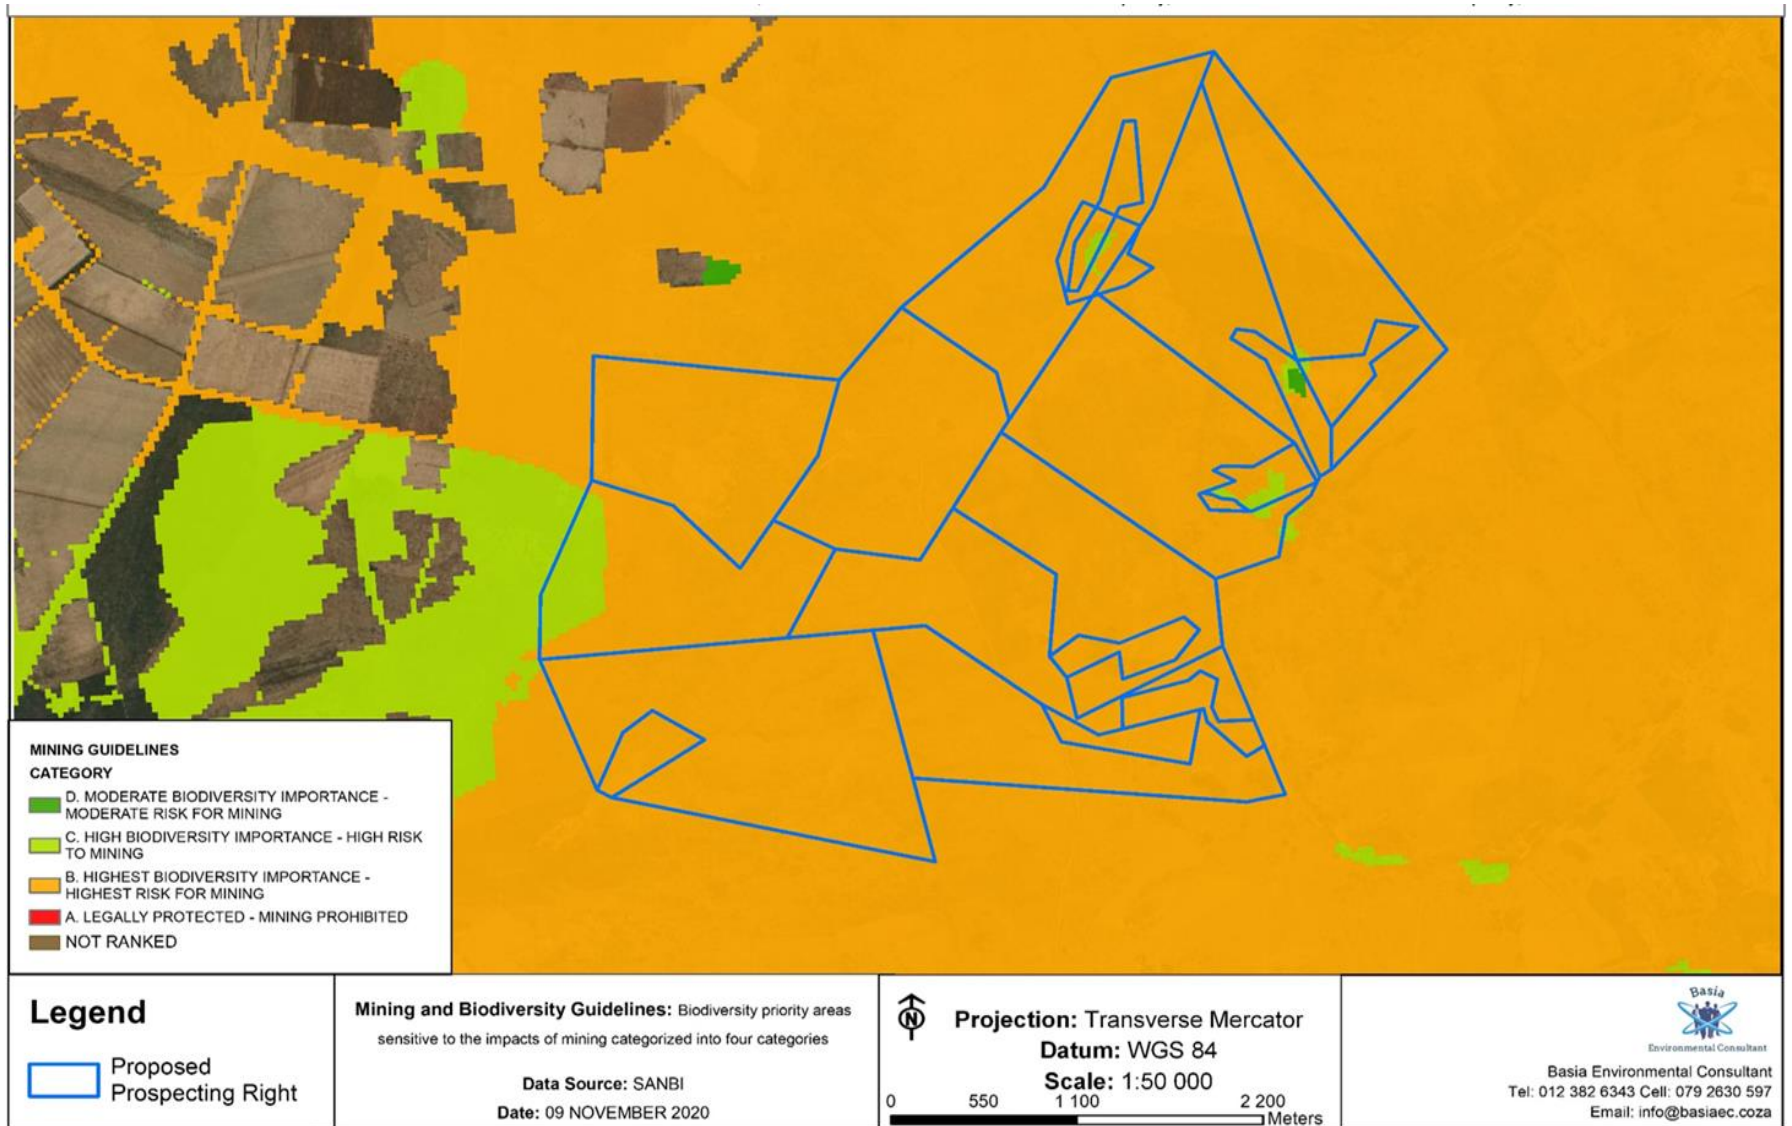 MINING GUIDELINES
CATEGORY
D. MODERATE BIODIVERSITY IMPORTANCE -
MODERATE RISK FOR MINING
C. HIGH BIODIVERSITY IMPORTANCE - HIGH RISK
TO MINING
B. HIGHEST BIODIVERSITY IMPORTANCE -
HIGHEST RISK FOR MINING
A. LEGALLY PROTECTED - MINING PROHIBITED
NOT RANKED
Legend
Proposed
Prospecting Right
Mining and Biodiversity Guidelines: Biodiversity priority areas
sensitive to the impacts of mining categorized into four categories
Data Source: SANBI
Date: 09 NOVEMBER 2020
N
Projection: Transverse Mercator
Datum: WGS 84
Scale: 1:50 000
0 550 1 100 2 200
Meters
Basia
Environmental Consultant
Basia Environmental Consultant
Tel: 012 382 6343 Cell: 079 2630 597
Email: info@basiaec.coza